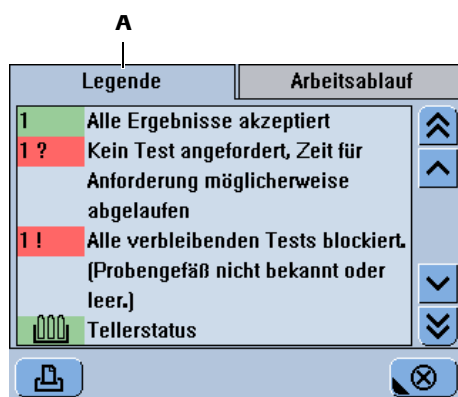 A
Legende Arbeitsablauf
1 Alle Ergebnisse akzeptiert
1 ? Kein Test angefordt, Zeit für
Anforderung möglicherweise
abgelaufen
1 ! Alle verbleibenden Tests blockiert.
(Probengefäß nicht bekannt oder
leer.)
Tellerstatus